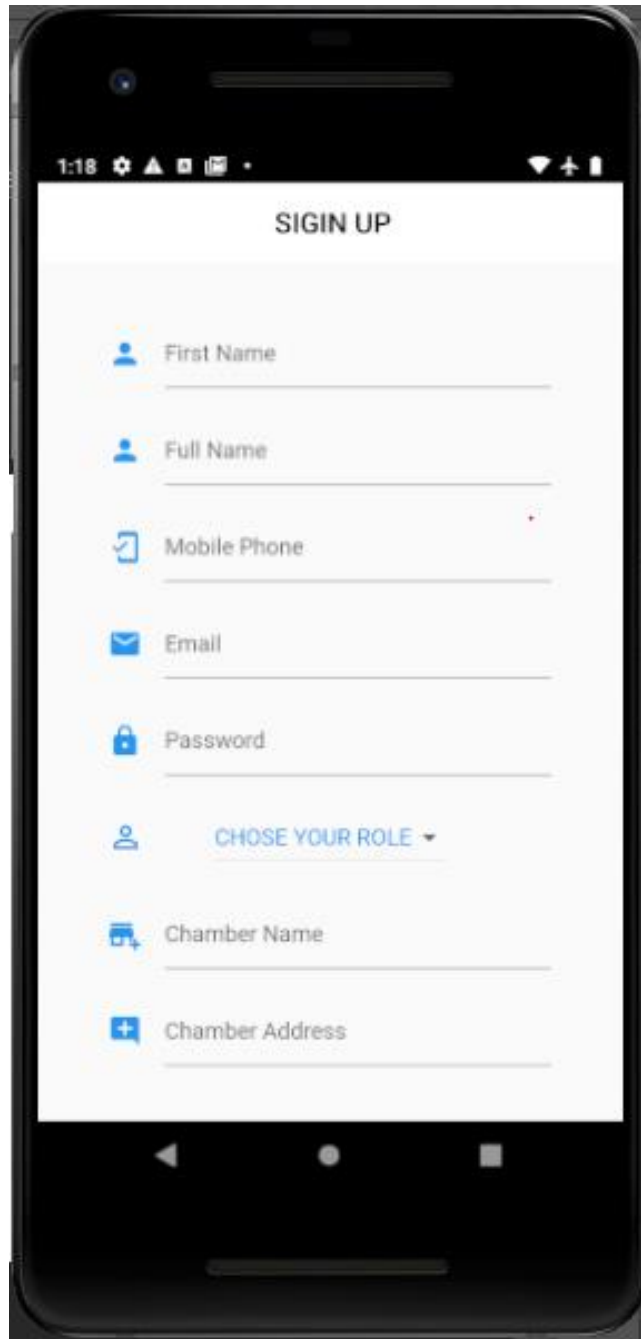 1:18
SIGIN UP
First Name
Full Name
Mobile Phone
Email
Password
CHOSE YOUR ROLE
Chamber Name
Chamber Address